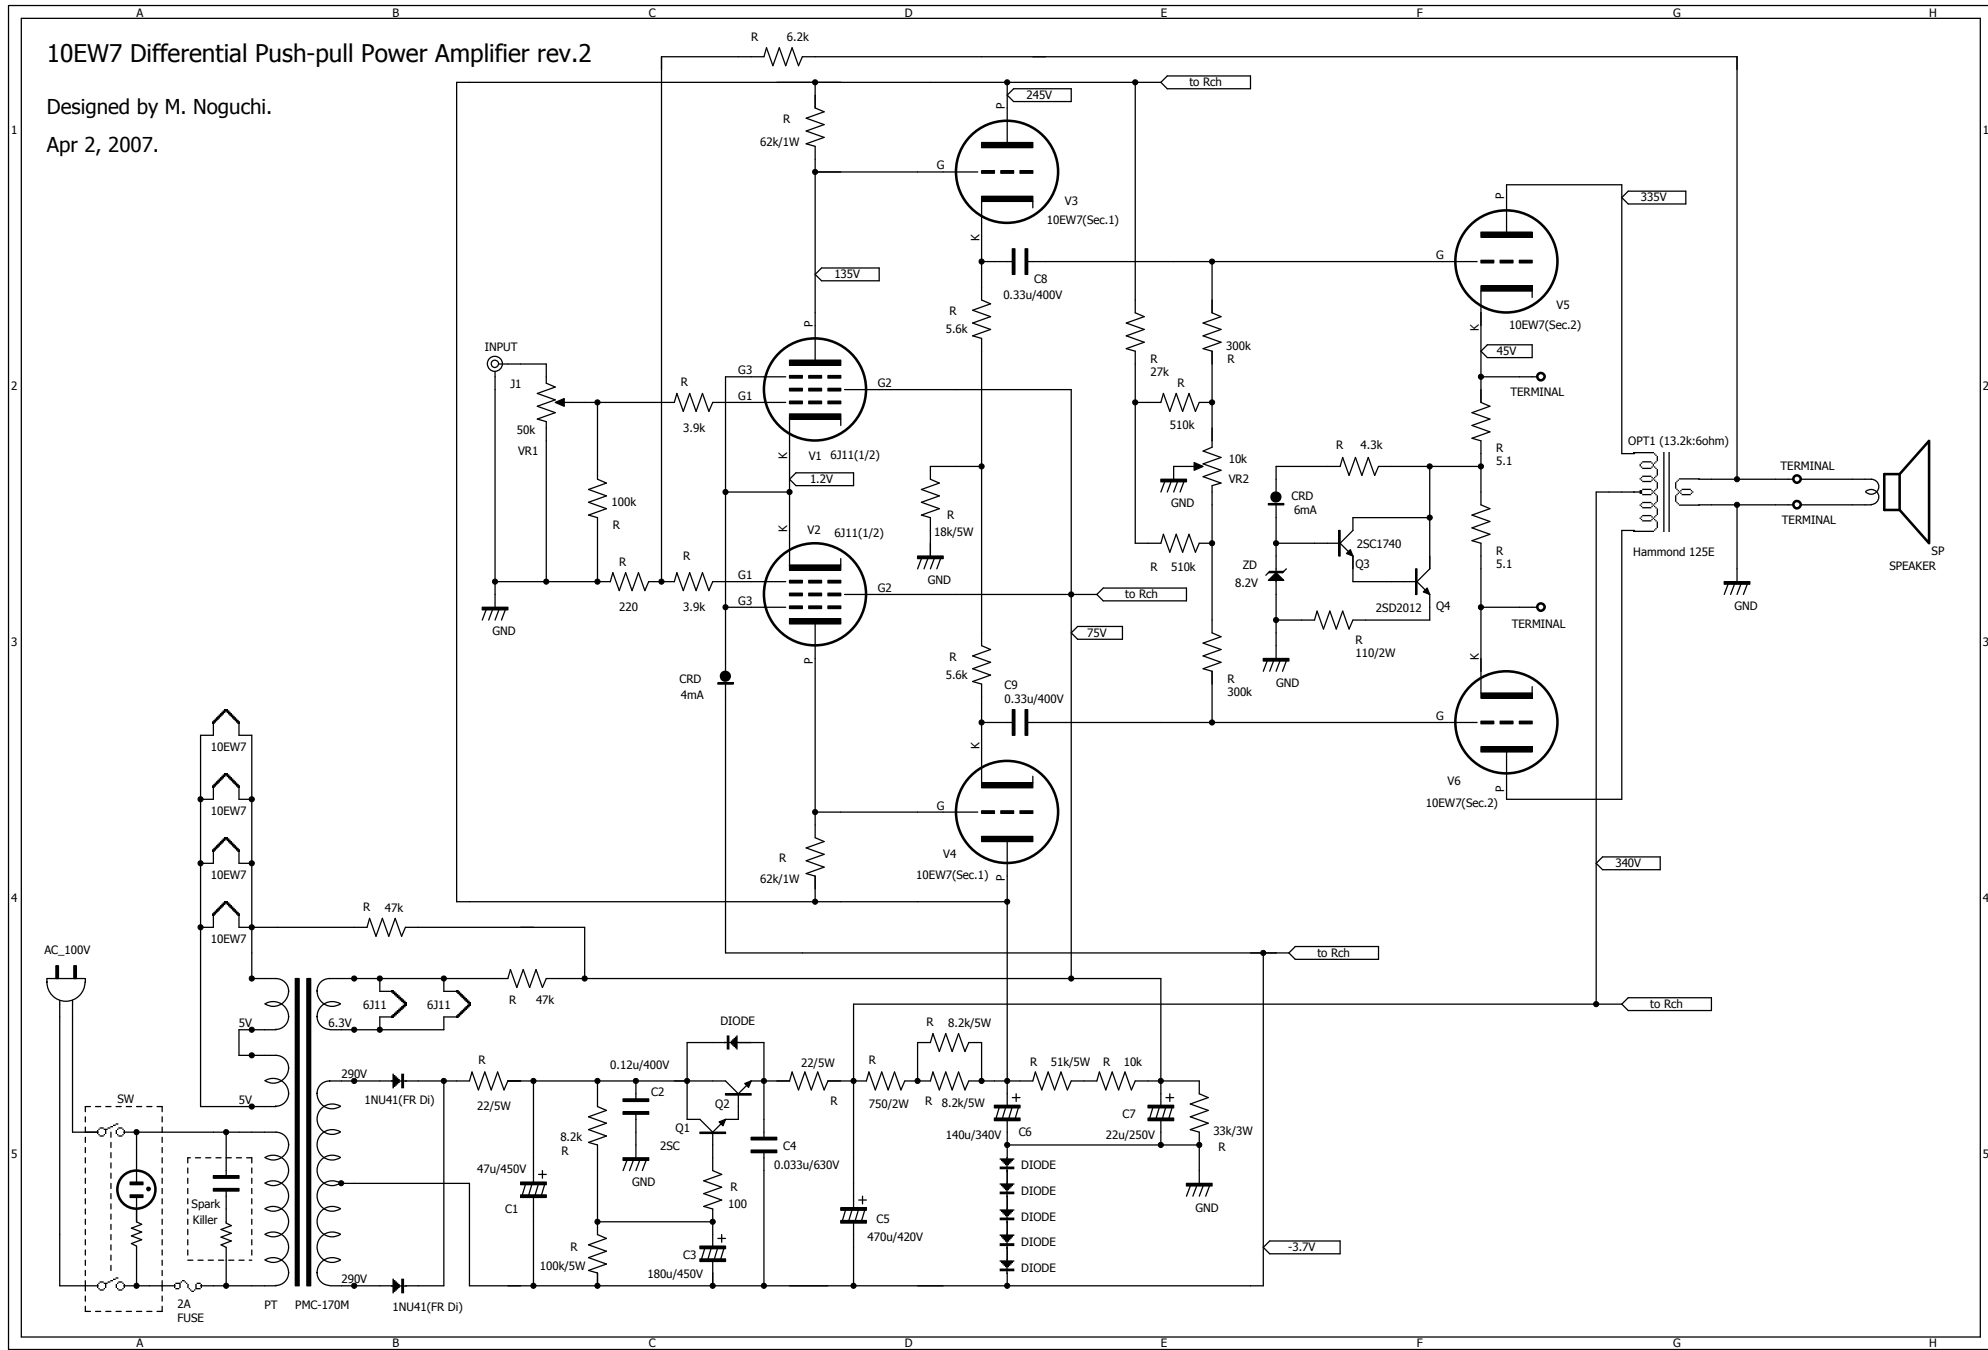 A B C D E F G H
10EW7 Differential Push-pull Power Amplifier rev.2
Designed by M. Noguchi.
Apr 2, 2007.
R 6.2k
to Rch
245V
P
R
62k/1W
G
V3
10EW7(Sec.1)
K
1
1
135V
P
C8
0.33u/400V
R
5.6k
335V
P
G
V5
10EW7(Sec.2)
K
45V
TERMINAL
INPUT
J1
50k
VR1
R
3.9k
G3
G1
G2
K
V1 6J11(1/2)
1.2V
R
27k
300k
R
R
510k
10k
VR2
GND
R 510k
2
2
100k
R
R
220
R
3.9k
GND
K
V2 6J11(1/2)
G1
G3
G2
P
R
18k/5W
GND
to Rch
75V
R 4.3k
CRD
6mA
2SC1740
Q3
ZD
8.2V
2SD2012
Q4
R
110/2W
GND
R
5.1
R
5.1
TERMINAL
OPT1 (13.2k:6ohm)
Hammond 125E
TERMINAL
TERMINAL
GND
SP
SPEAKER
3
3
CRD
4mA
R
5.6k
C9
0.33u/400V
R
300k
K
G
V4
10EW7(Sec.1)
P
R
62k/1W
K
G
V6
10EW7(Sec.2)
P
340V
10EW7
10EW7
10EW7
10EW7
4
4
R 47k
AC_100V
to Rch
to Rch
6J11
6J11
R 47k
5V
6.3V
5V
290V
290V
1NU41(FR Di)
1NU41(FR Di)
R
22/5W
47u/450V
+
C1
DIODE
0.12u/400V
C2
GND
8.2k
R
R
100k/5W
Q2
Q1
2SC
R
100
C3
+
180u/450V
C4
0.033u/630V
22/5W
R
+
C5
470u/420V
R
750/2W
R 8.2k/5W
R 8.2k/5W
R 51k/5W
R 10k
+
140u/340V
C6
C7
+
22u/250V
33k/3W
R
GND
DIODE
DIODE
DIODE
DIODE
DIODE
-3.7V
SW
Spark
Killer
2A
FUSE
PT
PMC-170M
5
5
A B C D E F G H